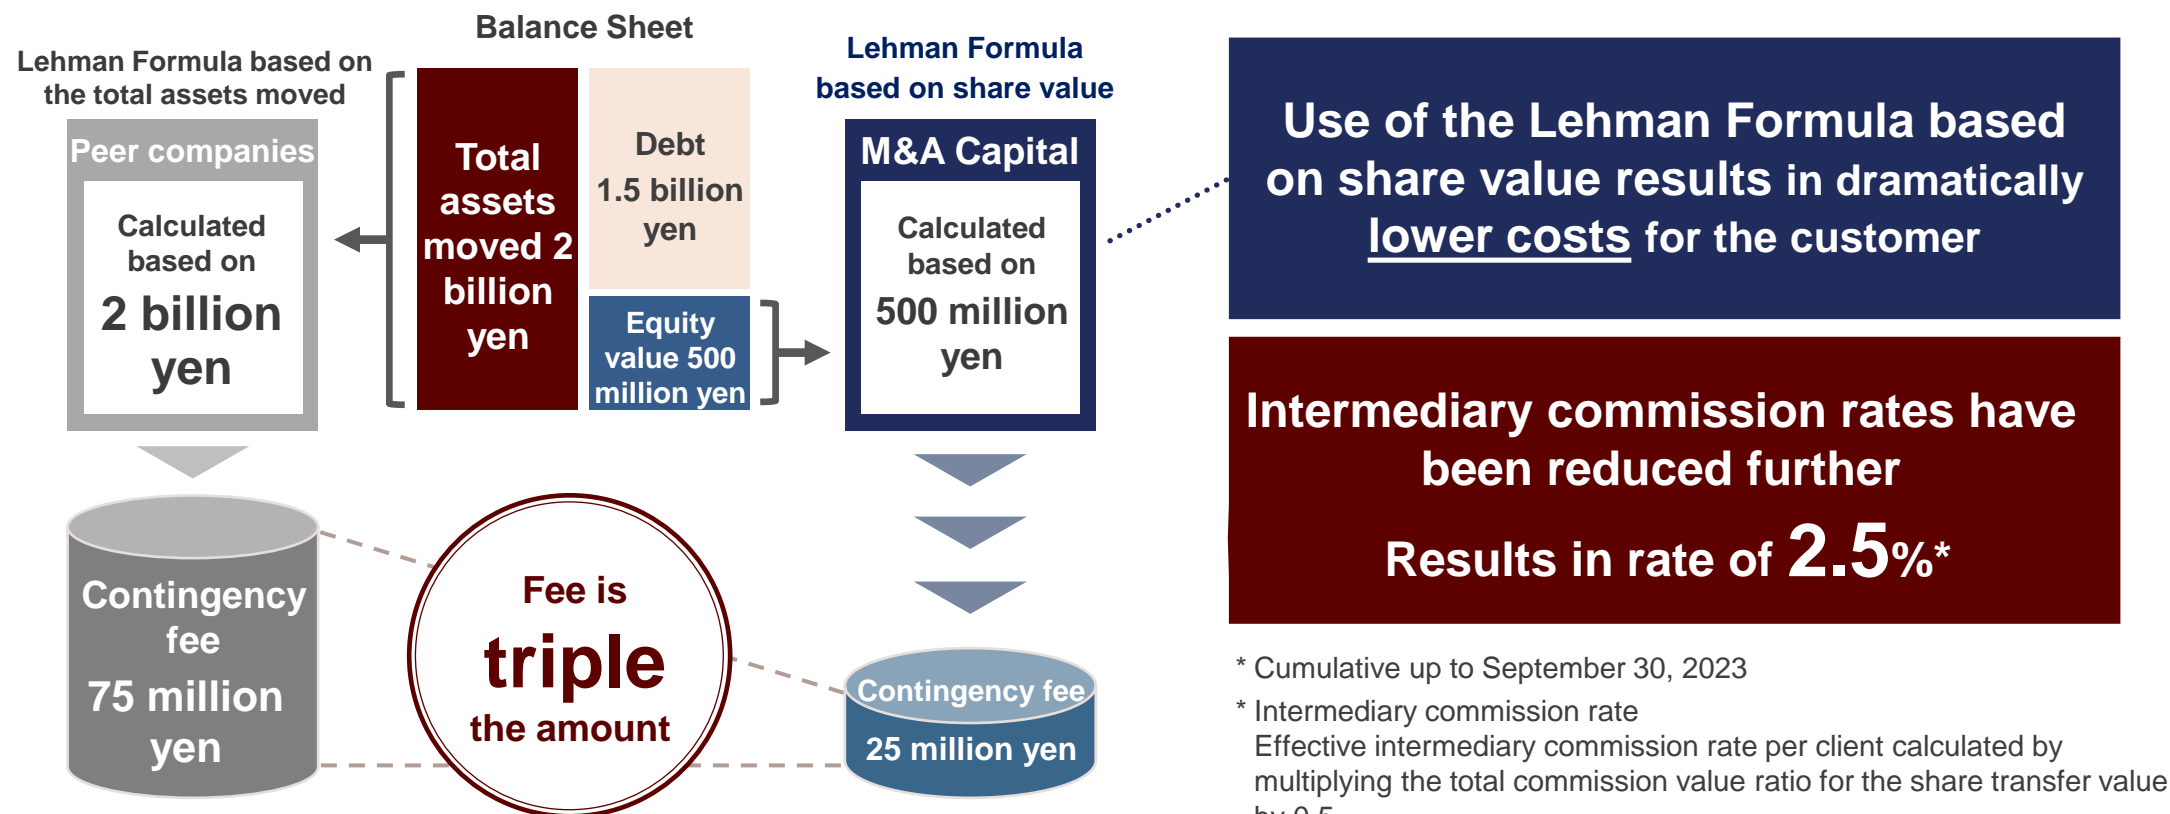 Balance Sheet
Lehman Formula based on
the total assets moved
Peer companies
Calculated
based on
2 billion
yen
Total
assets
moved 2
billion
yen
Debt
1.5 billion
yen
Equity
value 500
million yen
Lehman Formula
based on share value
M&A Capital
Calculated
based on
500 million
yen
Contingency
fee
75 million
yen
Fee is
triple
the amount
Contingency fee
25 million yen
Use of the Lehman Formula based
on share value results in dramatically
lower costs for the customer
Intermediary commission rates have
been reduced further
Results in rate of 2.5%*
* Cumulative up to September 30, 2023
* Intermediary commission rate
Effective intermediary commission rate per client calculated by
multiplying the total commission value ratio for the share transfer value
by 0.5